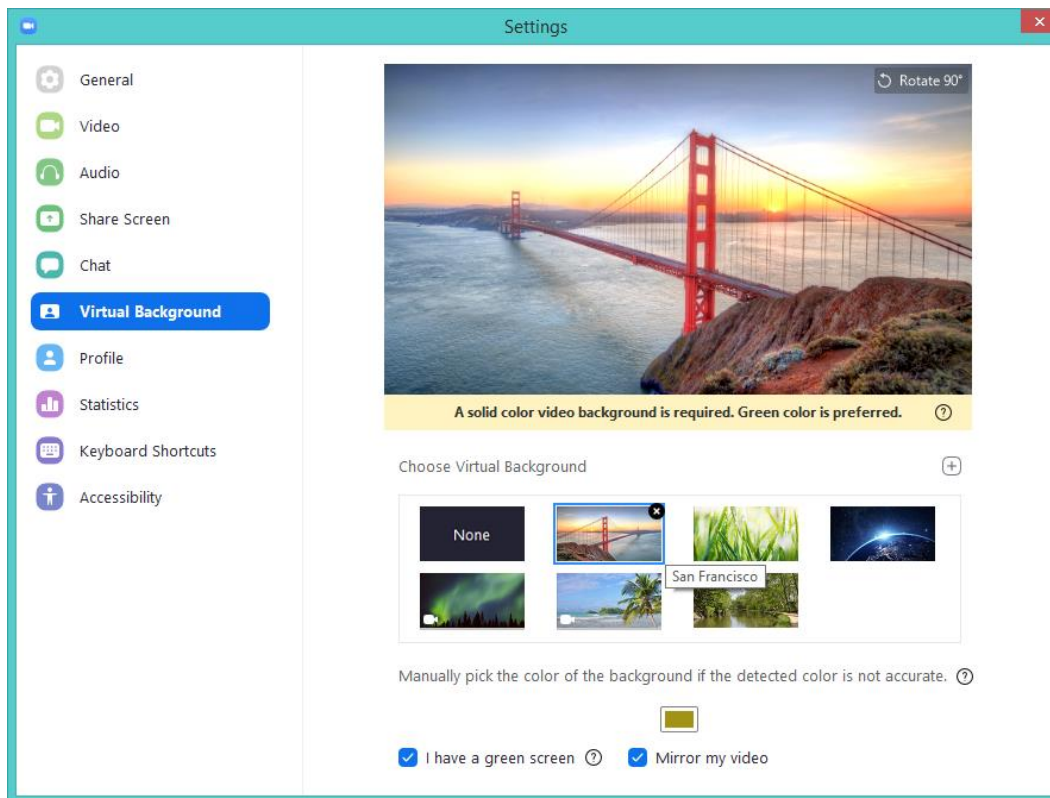 Settings
General
Video
Audio
Share Screen
Chat
Virtual Background
Profile
Statistics
Keyboard Shortcuts
Accessibility
Rotate 90°
A solid color video background is required. Green color is preferred.
Choose Virtual Background
None
San Francisco
Manually pick the color of the background if the detected color is not accurate.
I have a green screen
Mirror my video